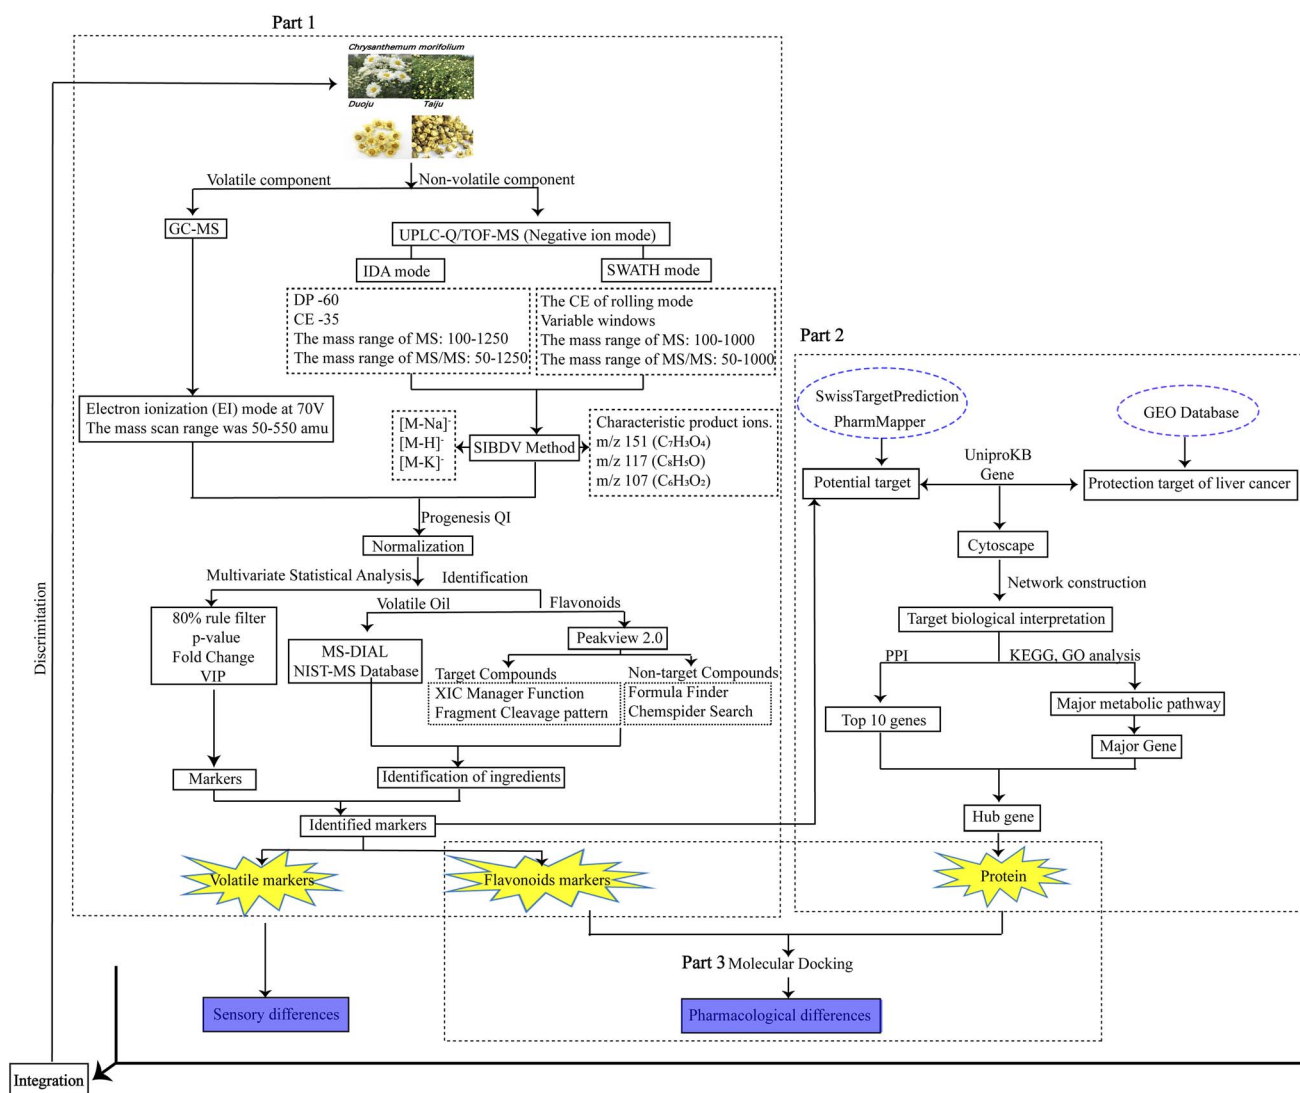 Part 1
Chrysanthemum morifolium
Duoju
Taiju
Volatile component
Non-volatile component
GC-MS
UPLC-Q/TOF-MS (Negative ion mode)
IDA mode
SWATH mode
DP -60
CE -35
The mass range of MS: 100-1250
The mass range of MS/MS: 50-1250
The CE of rolling mode
Variable windows
The mass range of MS: 100-1000
The mass range of MS/MS: 50-1000
Electron ionization (EI) mode at 70V
The mass scan range was 50-550 amu
[M-Na]⁻
[M-H]⁻
[M-K]⁻
SIBDV Method
Characteristic product ions.
m/z 151 (C₇H₃O₄)
m/z 117 (C₈H₅O)
m/z 107 (C₆H₃O₂)
Progenesis QI
Normalization
Multivariate Statistical Analysis
Identification
Volatile Oil
Flavonoids
80% rule filter
p-value
Fold Change
VIP
MS-DIAL
NIST-MS Database
Peakview 2.0
Target Compounds
Non-target Compounds
XIC Manager Function
Fragment Cleavage pattern
Formula Finder
Chemspider Search
Markers
Identification of ingredients
Identified markers
Volatile markers
Flavonoids markers
Part 2
SwissTargetPrediction
PharmMapper
GEO Database
UniproKB
Gene
Potential target
Protection target of liver cancer
Cytoscape
Network construction
Target biological interpretation
PPI
KEGG, GO analysis
Top 10 genes
Major metabolic pathway
Major Gene
Hub gene
Protein
Part 3 Molecular Docking
Sensory differences
Pharmacological differences
Discrimitation
Integration